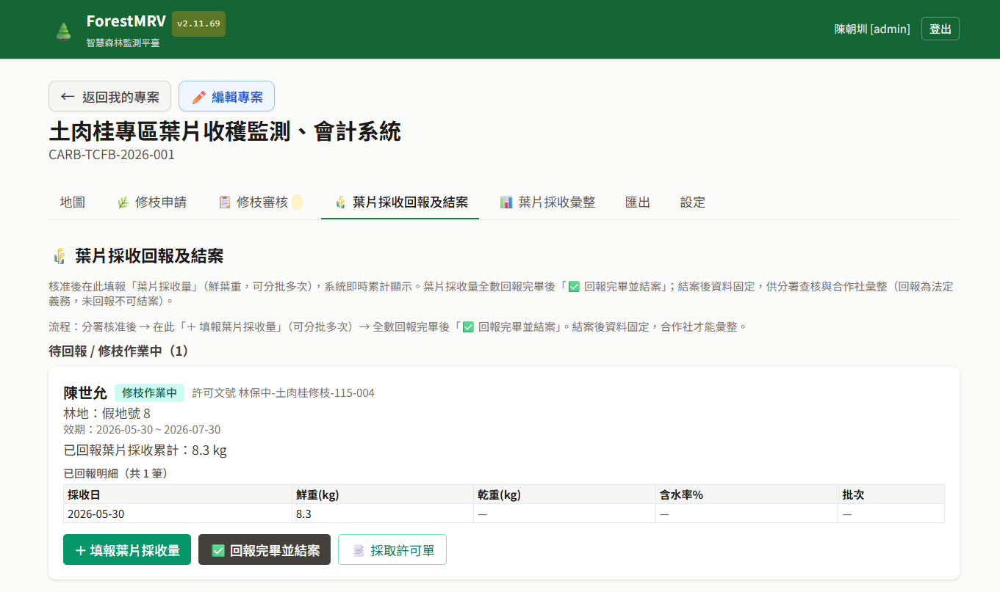 ForestMRV v2.11.69
智慧森林監測平臺
陳朝圳 [admin] 登出
← 返回我的專案 編輯專案
土肉桂專區葉片收穫監測、會計系統
CARB-TCFB-2026-001
地圖 修枝申請 修枝審核 葉片採收回報及結案 葉片採收彙整 匯出 設定
葉片採收回報及結案
核准後在此填報「葉片採收量」（鮮葉重，可分批多次），系統即時累計顯示。葉片採收量全數回報完畢後「✅ 回報完畢並結案」；結案後資料固定，供分署查核與合作社彙整（回報為法定
義務，未回報不可結案）。
流程：分署核准後 → 在此「＋ 填報葉片採收量」（可分批多次）→ 全數回報完畢後「✅ 回報完畢並結案」。結案後資料固定，合作社才能彙整。
待回報 / 修枝作業中（1）
陳世允 修枝作業中 許可文號 林保中-土肉桂修枝-115-004
林地：假地號 8
效期：2026-05-30 ~ 2026-07-30
已回報葉片採收累計：8.3 kg
已回報明細（共 1 筆）
採收日 鮮重(kg) 乾重(kg) 含水率% 批次
2026-05-30 8.3 — — —
＋ 填報葉片採收量 ✅ 回報完畢並結案 採取許可單